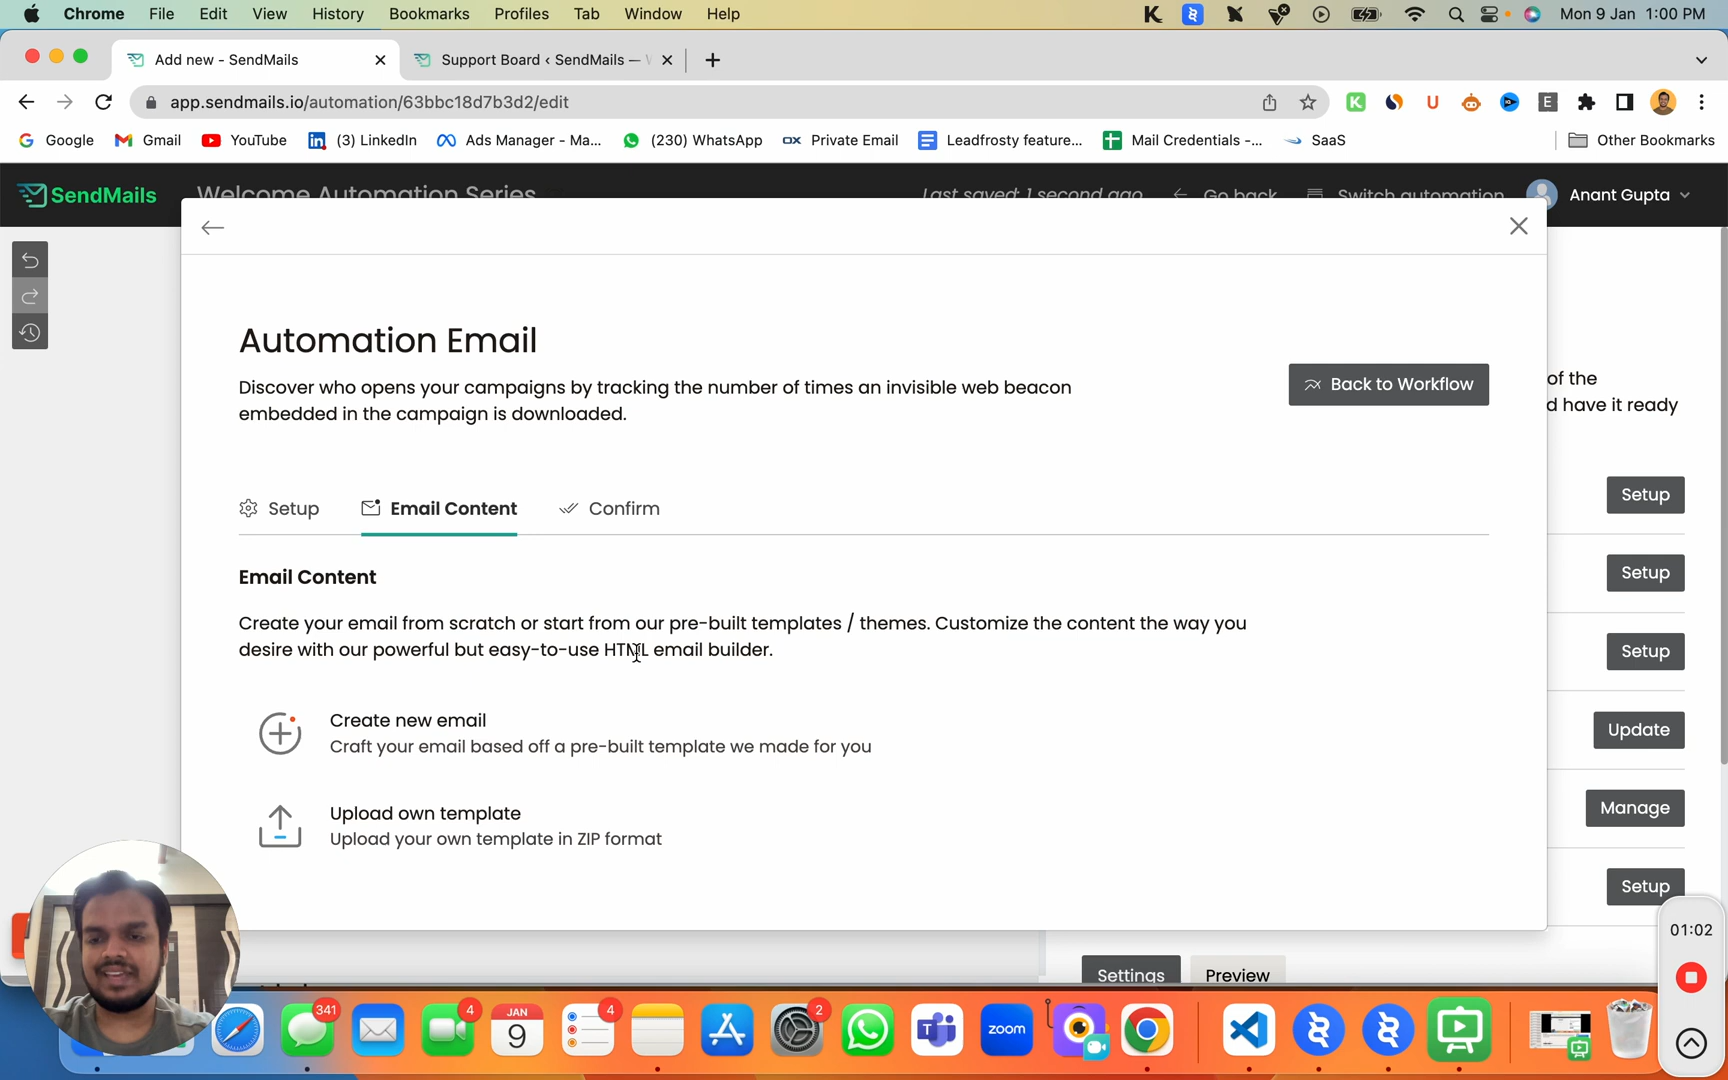 Chrome File Edit View History Bookmarks Profiles Tab Window Help Mon 9 Jan 1:00 PM
Add new - SendMails
Support Board ‹ SendMails —
app.sendmails.io/automation/63bbc18d7b3d2/edit
Google Gmail YouTube (3) LinkedIn Ads Manager - Ma... (230) WhatsApp Private Email Leadfrosty feature... Mail Credentials -... SaaS Other Bookmarks
SendMails Welcome Automation Series Last saved: 1 second ago Go back Switch automation Anant Gupta
Automation Email
Discover who opens your campaigns by tracking the number of times an invisible web beacon
embedded in the campaign is downloaded.
Back to Workflow
of the
d have it ready
Setup Email Content Confirm
Email Content
Create your email from scratch or start from our pre-built templates / themes. Customize the content the way you
desire with our powerful but easy-to-use HTML email builder.
Create new email
Craft your email based off a pre-built template we made for you
Upload own template
Upload your own template in ZIP format
Setup
Setup
Setup
Update
Manage
Setup
01:02
Settings Preview
341
4
JAN
9
4
2
zoom